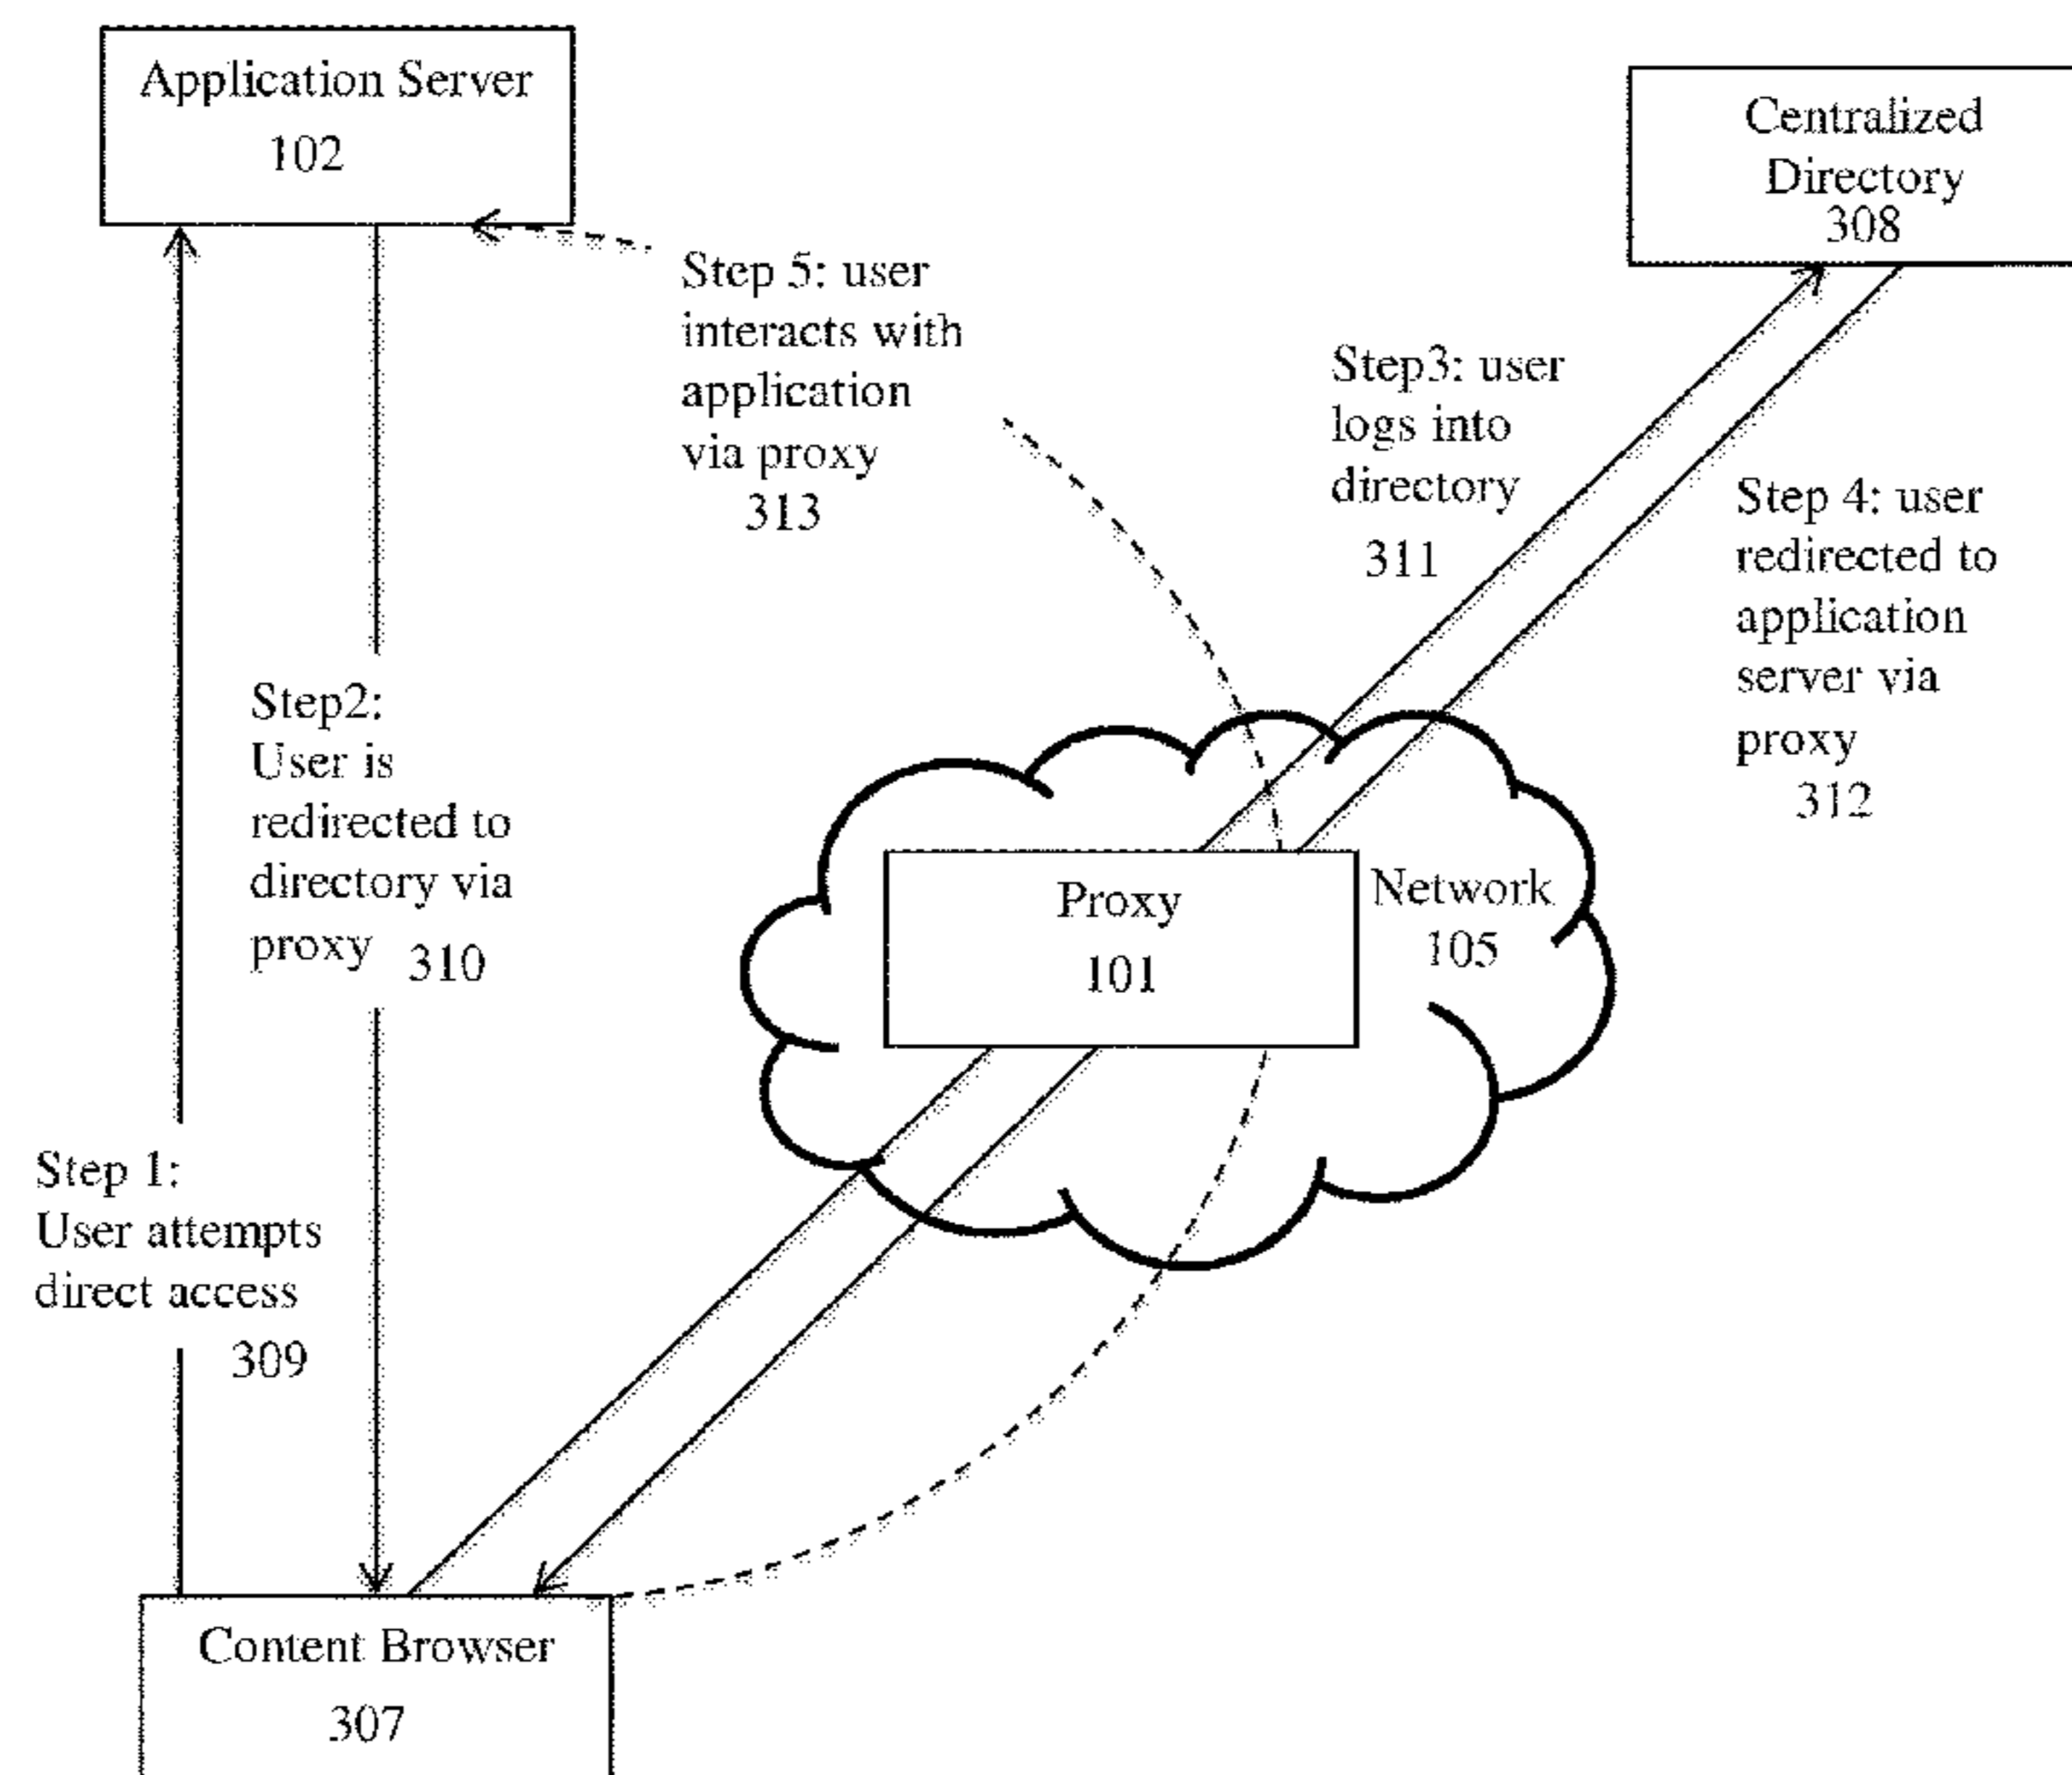 Application Server
102
Centralized
Directory
308
Step 5: user
interacts with
application
via proxy
313
Step3: user
logs into
directory
311
Step 4: user
redirected to
application
server via
proxy
312
Step2:
User is
redirected to
directory via
proxy 310
Proxy
101
Network
105
Step 1:
User attempts
direct access
309
Content Browser
307